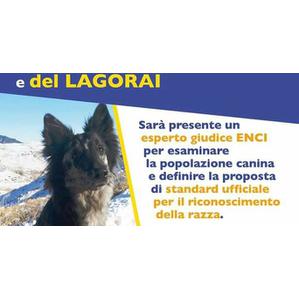 e del LAGORAI
Sarà presente un
esperto giudice ENCI
per esaminare
la popolazione canina
e definire la proposta
di standard ufficiale
per il riconoscimento
della razza.